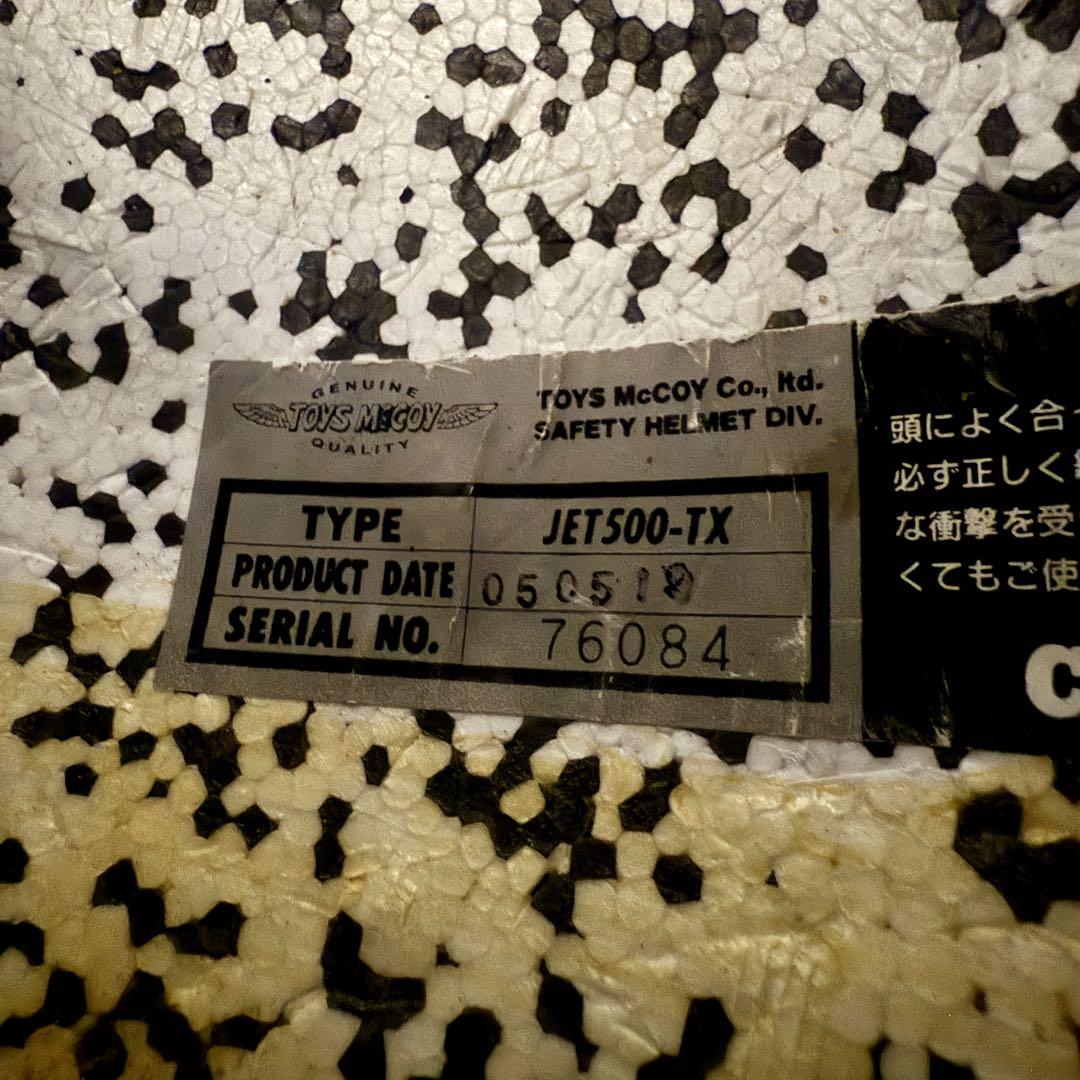 GENUINE
TOYS McCOY
QUALITY
TOYS McCOY Co., ltd.
SAFETY HELMET DIV.
TYPE JET500-TX
PRODUCT DATE
SERIAL NO. 76084
頭によく合
必ず正しく
な衝撃を受
くてもご使